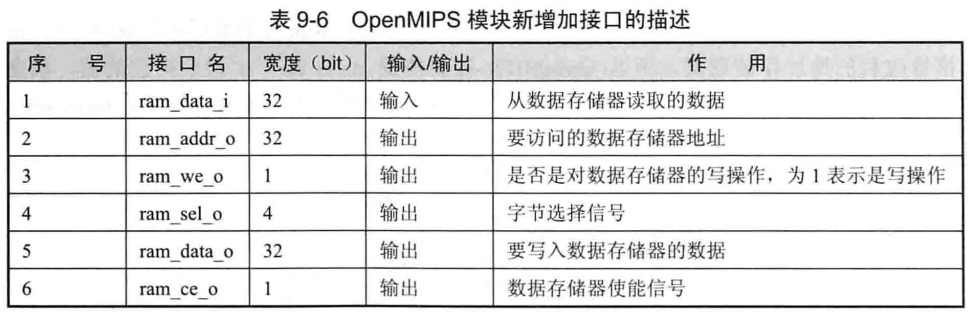 表 9-6 OpenMIPS 模块新增加接口的描述
序 号 接 口 名 宽度（bit） 输入/输出 作 用
1 ram_data_i 32 输入 从数据存储器读取的数据
2 ram_addr_o 32 输出 要访问的数据存储器地址
3 ram_we_o 1 输出 是否是对数据存储器的写操作，为 1 表示是写操作
4 ram_sel_o 4 输出 字节选择信号
5 ram_data_o 32 输出 要写入数据存储器的数据
6 ram_ce_o 1 输出 数据存储器使能信号